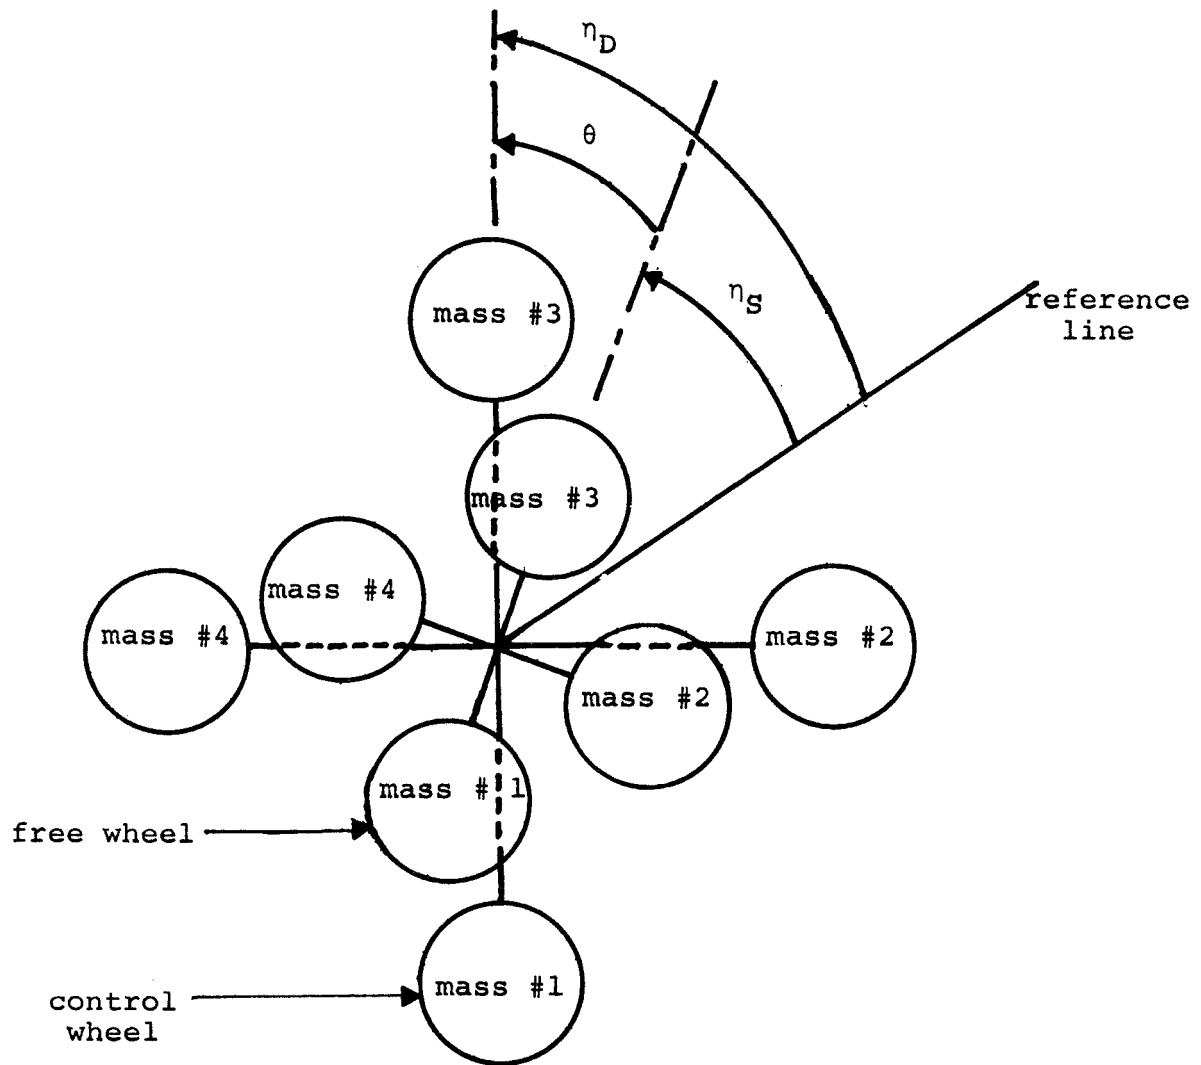 η_D
θ
η_S
reference
line
mass #3
mass #3
mass #4
mass #4
mass #2
mass #2
mass # 1
free wheel
mass #1
control
wheel